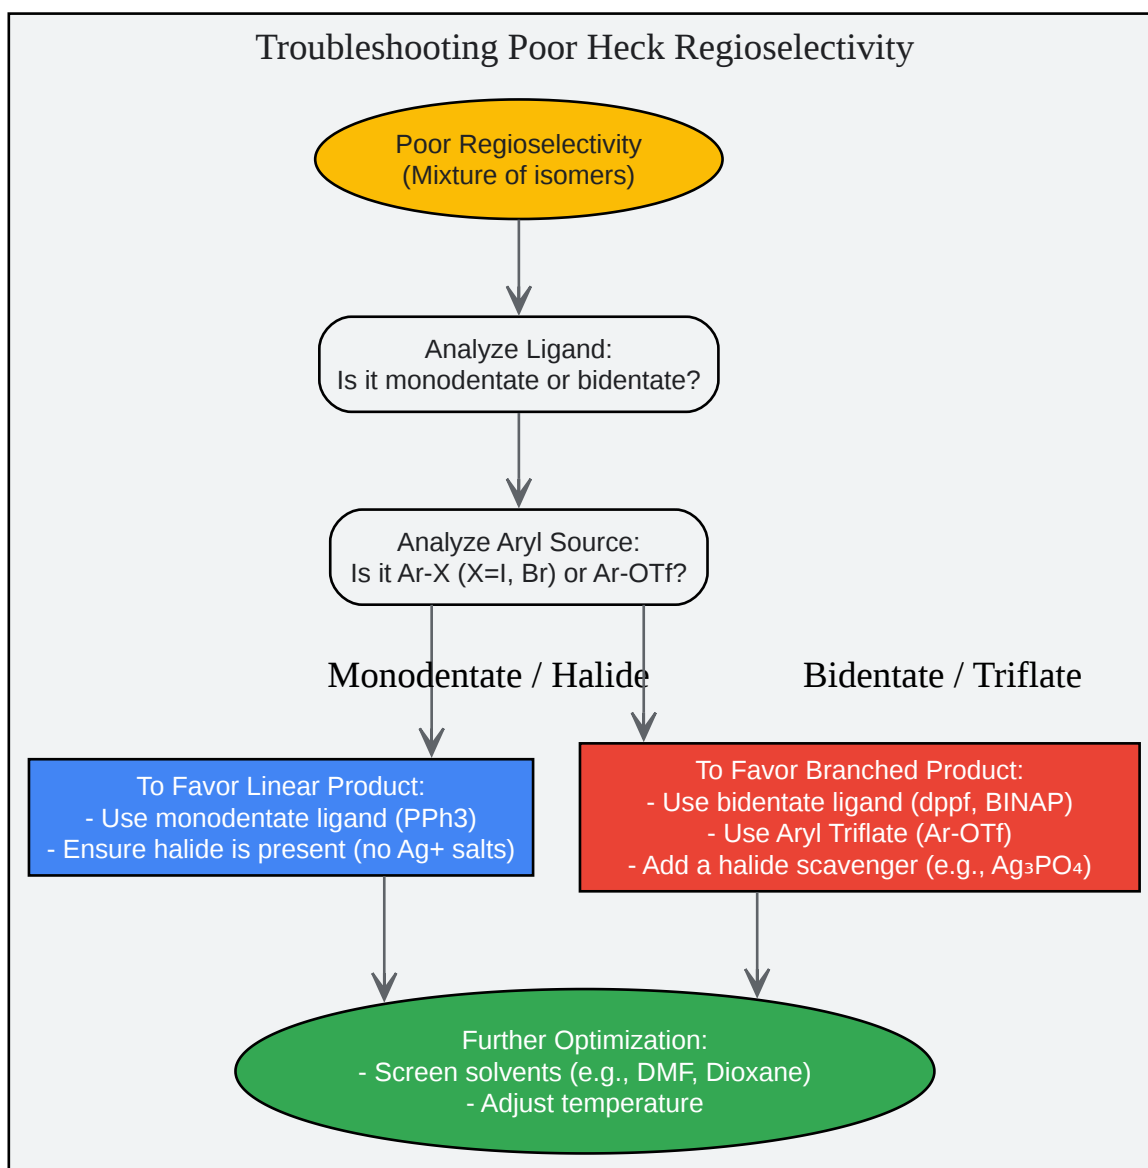 Troubleshooting Poor Heck Regioselectivity
Poor Regioselectivity
(Mixture of isomers)
Analyze Ligand:
Is it monodentate or bidentate?
Analyze Aryl Source:
Is it Ar-X (X=I, Br) or Ar-OTf?
Monodentate / Halide
Bidentate / Triflate
To Favor Linear Product:
- Use monodentate ligand (PPh3)
- Ensure halide is present (no Ag+ salts)
To Favor Branched Product:
- Use bidentate ligand (dppf, BINAP)
- Use Aryl Triflate (Ar-OTf)
- Add a halide scavenger (e.g., Ag₃PO₄)
Further Optimization:
- Screen solvents (e.g., DMF, Dioxane)
- Adjust temperature